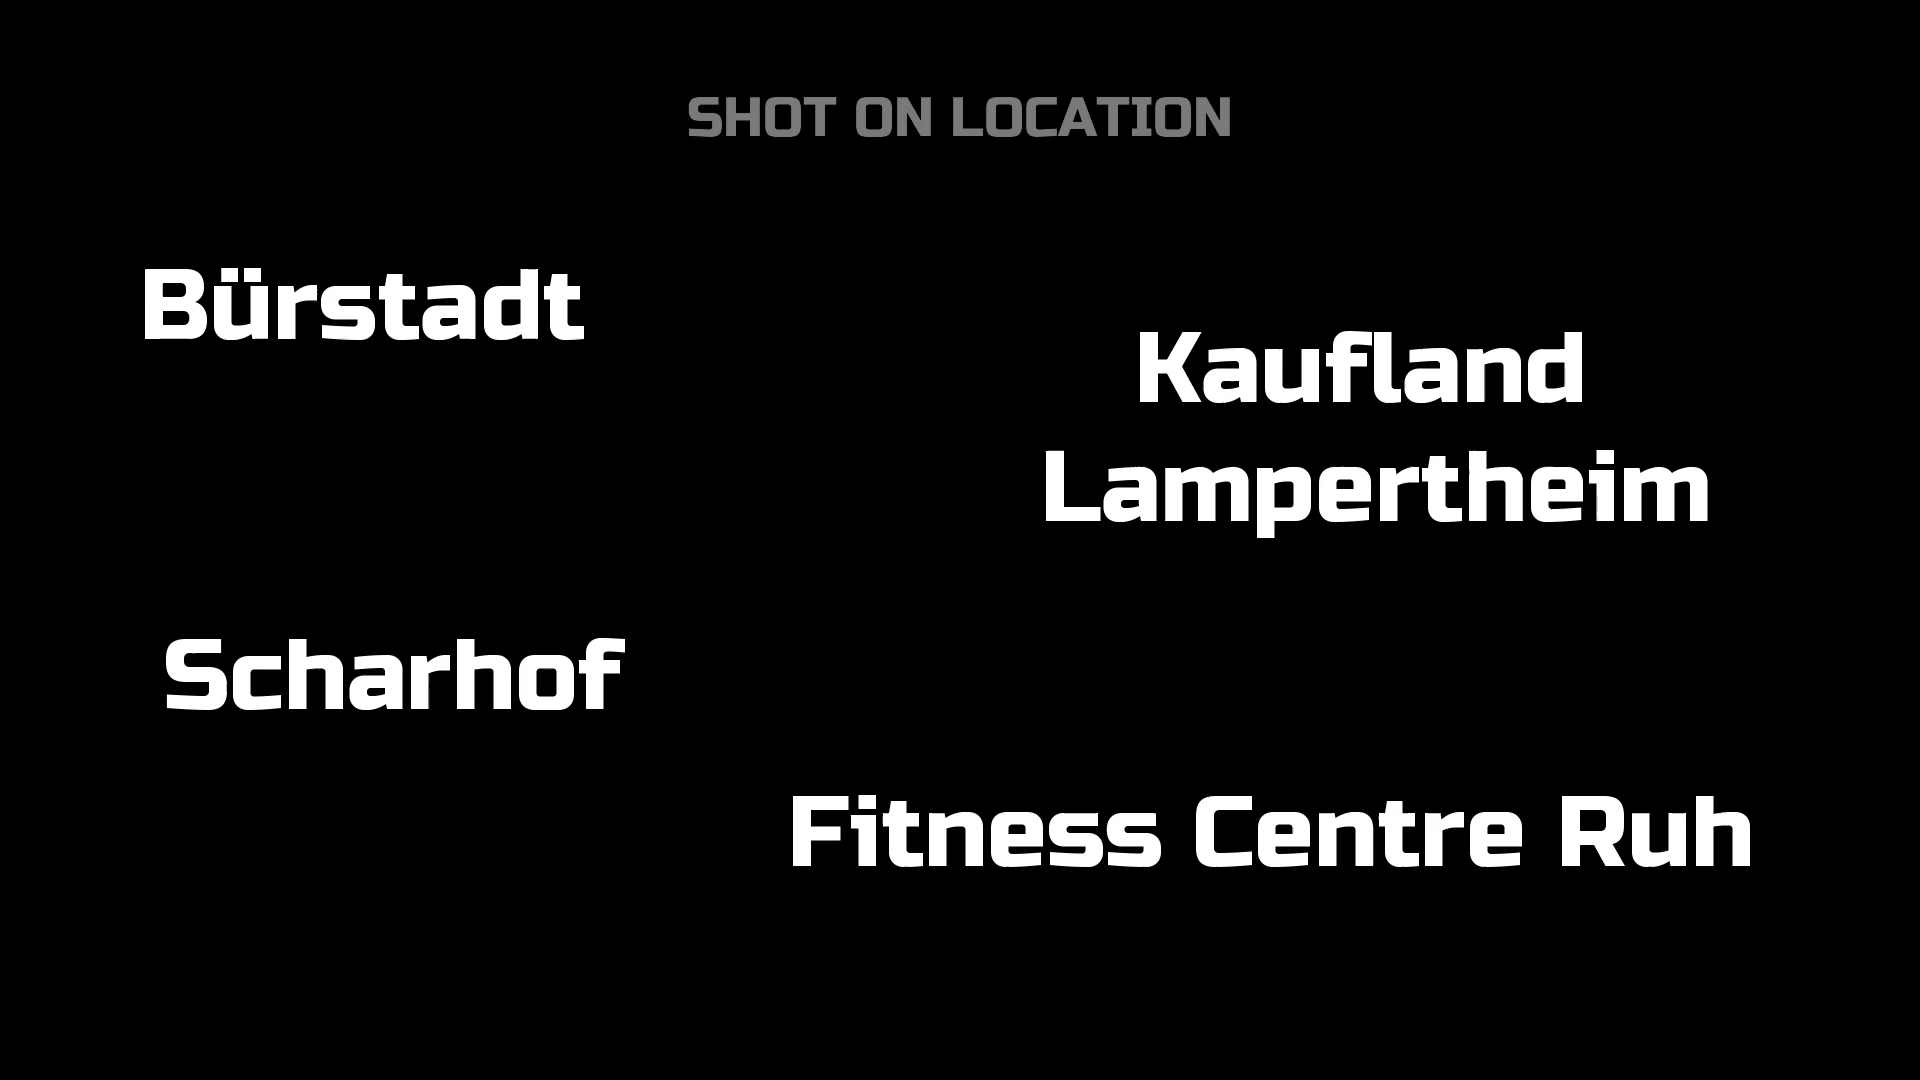 SHOT ON LOCATION
Bürstadt
Kaufland
Lampertheim
Scharhof
Fitness Centre Ruh